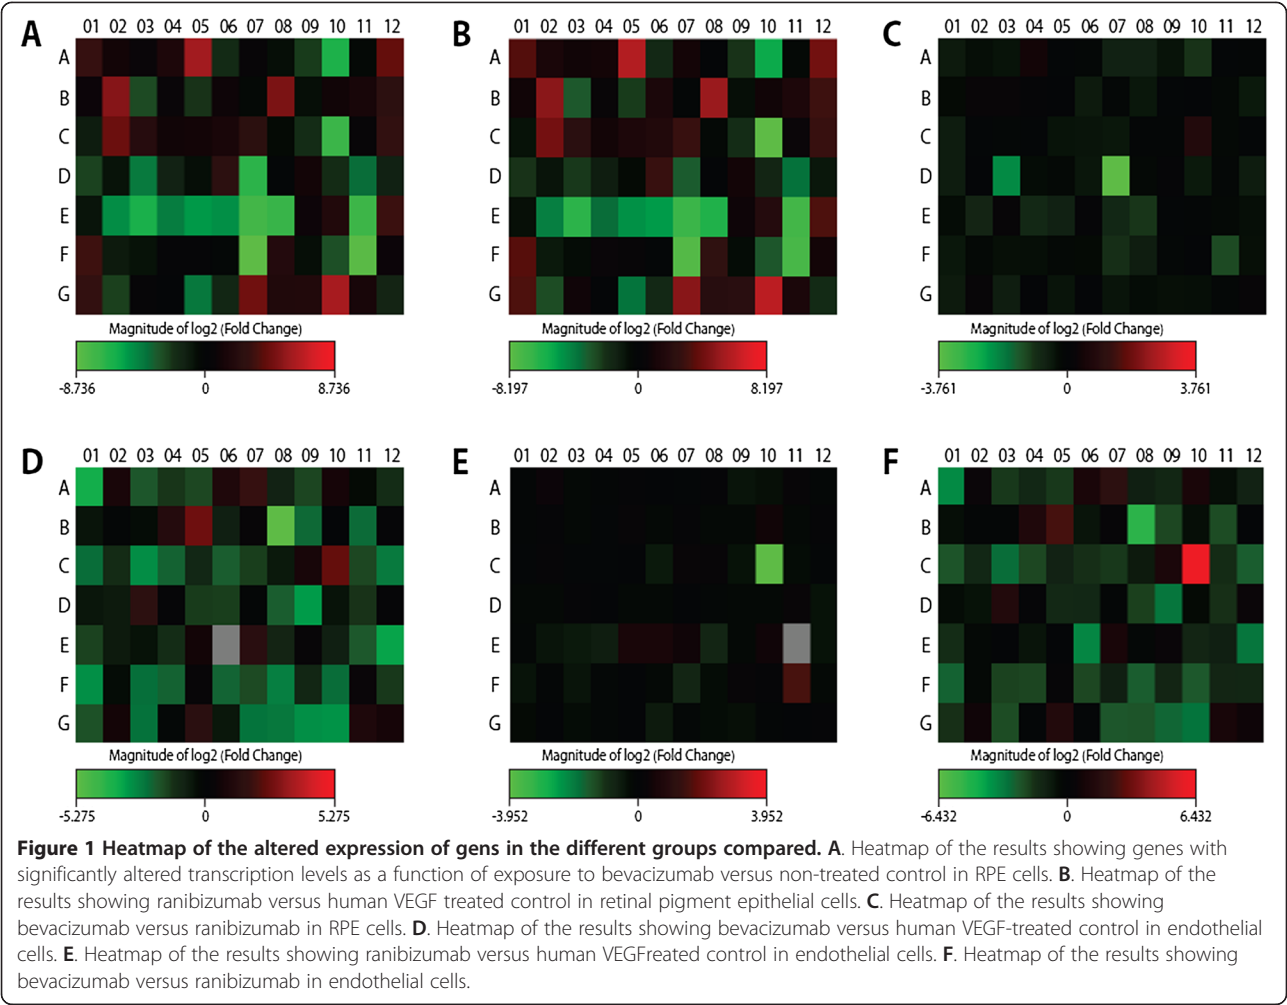 A
01 02 03 04 05 06 07 08 09 10 11 12
A
B
C
D
E
F
G
Magnitude of log2 (Fold Change)
-8.736 0 8.736
B
01 02 03 04 05 06 07 08 09 10 11 12
A
B
C
D
E
F
G
Magnitude of log2 (Fold Change)
-8.197 0 8.197
C
01 02 03 04 05 06 07 08 09 10 11 12
A
B
C
D
E
F
G
Magnitude of log2 (Fold Change)
-3.761 0 3.761
D
01 02 03 04 05 06 07 08 09 10 11 12
A
B
C
D
E
F
G
Magnitude of log2 (Fold Change)
-5.275 0 5.275
E
01 02 03 04 05 06 07 08 09 10 11 12
A
B
C
D
E
F
G
Magnitude of log2 (Fold Change)
-3.952 0 3.952
F
01 02 03 04 05 06 07 08 09 10 11 12
A
B
C
D
E
F
G
Magnitude of log2 (Fold Change)
-6.432 0 6.432
Figure 1 Heatmap of the altered expression of gens in the different groups compared. A. Heatmap of the results showing genes with
significantly altered transcription levels as a function of exposure to bevacizumab versus non-treated control in RPE cells. B. Heatmap of the
results showing ranibizumab versus human VEGF treated control in retinal pigment epithelial cells. C. Heatmap of the results showing
bevacizumab versus ranibizumab in RPE cells. D. Heatmap of the results showing bevacizumab versus human VEGF-treated control in endothelial
cells. E. Heatmap of the results showing ranibizumab versus human VEGFreated control in endothelial cells. F. Heatmap of the results showing
bevacizumab versus ranibizumab in endothelial cells.